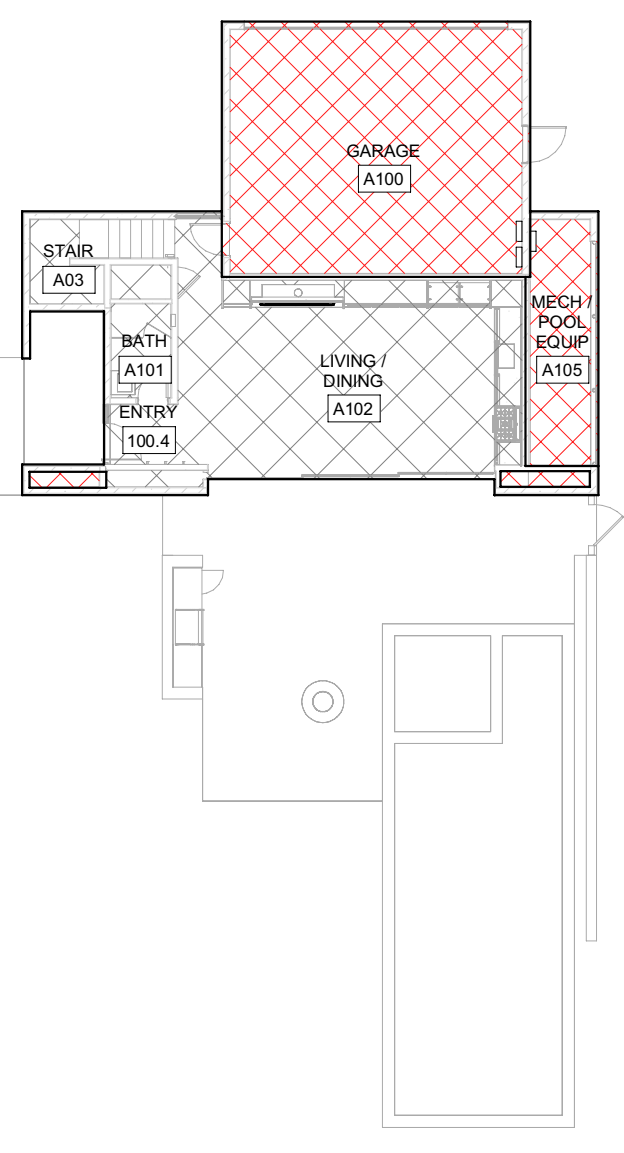 GARAGE
A100
STAIR
A03
BATH
A101
ENTRY
100.4
LIVING /
DINING
A102
MECH /
POOL
EQUIP
A105